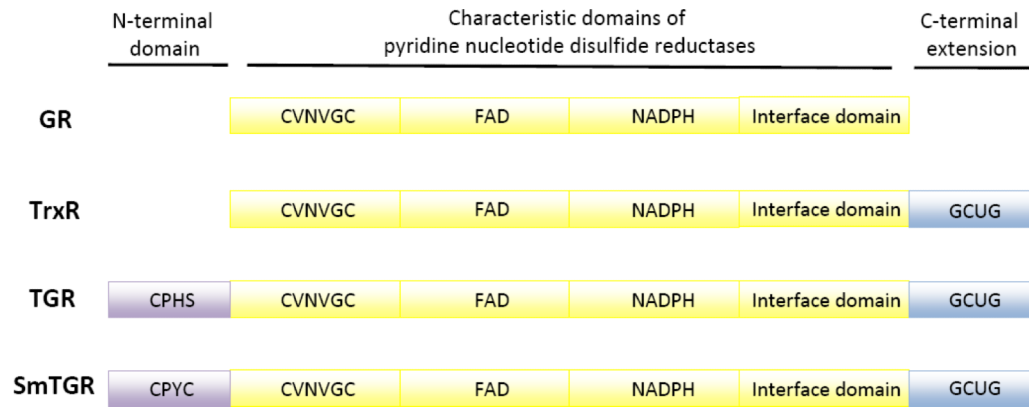 N-terminal domain
Characteristic domains of pyridine nucleotide disulfide reductases
C-terminal extension
GR
CVNVGC FAD NADPH Interface domain
TrxR
CVNVGC FAD NADPH Interface domain GCUG
TGR
CPHS CVNVGC FAD NADPH Interface domain GCUG
SmTGR
CPYC CVNVGC FAD NADPH Interface domain GCUG